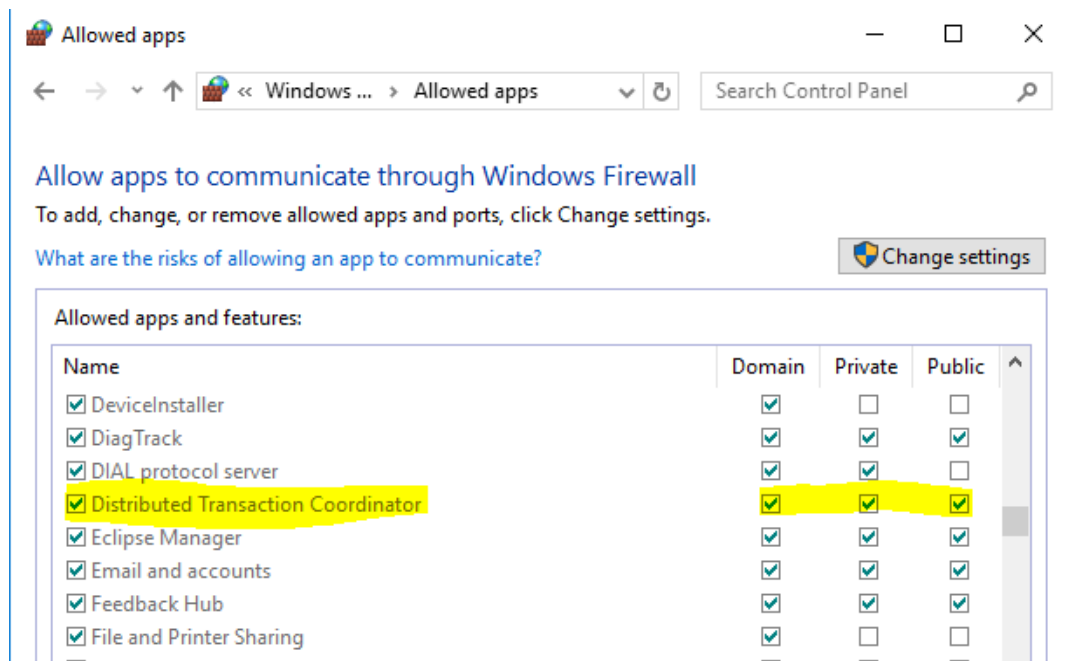 Allowed apps
« Windows ... › Allowed apps
Search Control Panel
Allow apps to communicate through Windows Firewall
To add, change, or remove allowed apps and ports, click Change settings.
What are the risks of allowing an app to communicate?
Change settings
Allowed apps and features:
Name Domain Private Public
DeviceInstaller
DiagTrack
DIAL protocol server
Distributed Transaction Coordinator
Eclipse Manager
Email and accounts
Feedback Hub
File and Printer Sharing